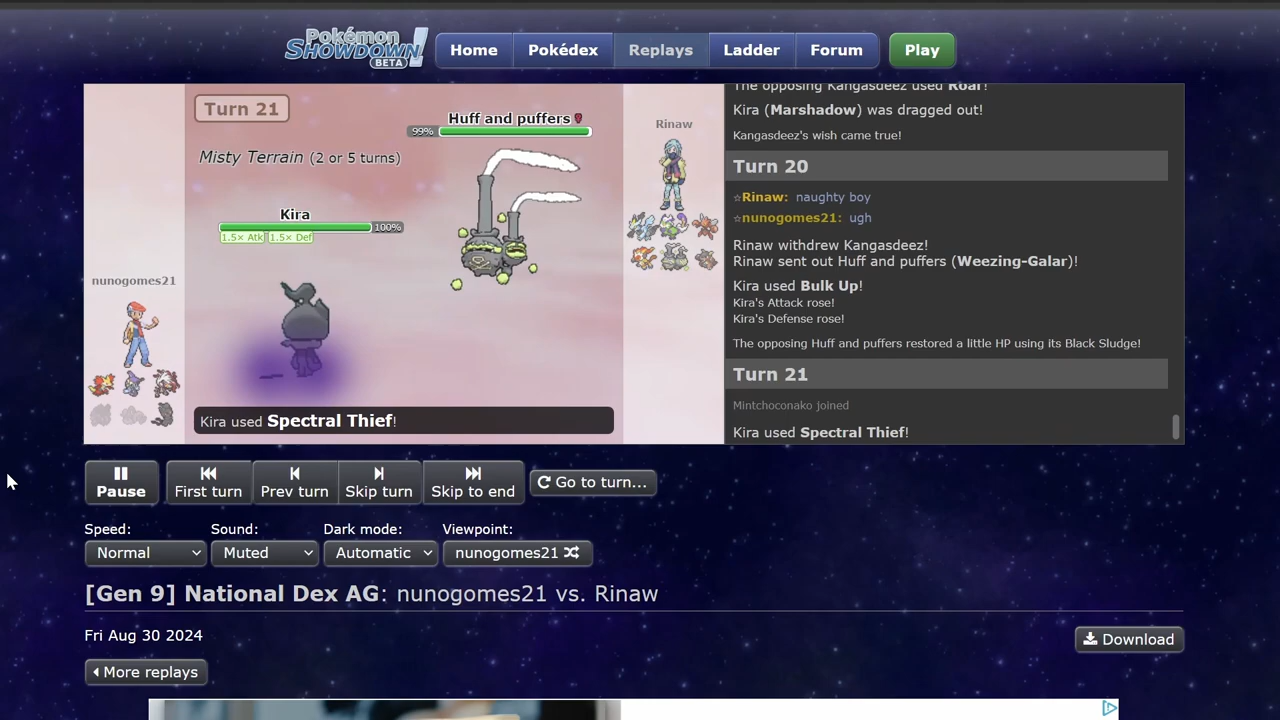 Pokémon
SHOWDOWN!
BETA
Home
Pokédex
Replays
Ladder
Forum
Play
Turn 21
Huff and puffers
99%
Misty Terrain (2 or 5 turns)
Kira
100%
1.5× Atk 1.5× Def
nunogomes21
Kira used Spectral Thief!
Rinaw
The opposing Kangasdeez used Roar!
Kira (Marshadow) was dragged out!
Kangasdeez's wish came true!
Turn 20
☆Rinaw: naughty boy
☆nunogomes21: ugh
Rinaw withdrew Kangasdeez!
Rinaw sent out Huff and puffers (Weezing-Galar)!
Kira used Bulk Up!
Kira's Attack rose!
Kira's Defense rose!
The opposing Huff and puffers restored a little HP using its Black Sludge!
Turn 21
Mintchoconako joined
Kira used Spectral Thief!
Pause
First turn
Prev turn
Skip turn
Skip to end
Go to turn...
Speed:
Sound:
Dark mode:
Viewpoint:
Normal
Muted
Automatic
nunogomes21
[Gen 9] National Dex AG: nunogomes21 vs. Rinaw
Fri Aug 30 2024
Download
More replays